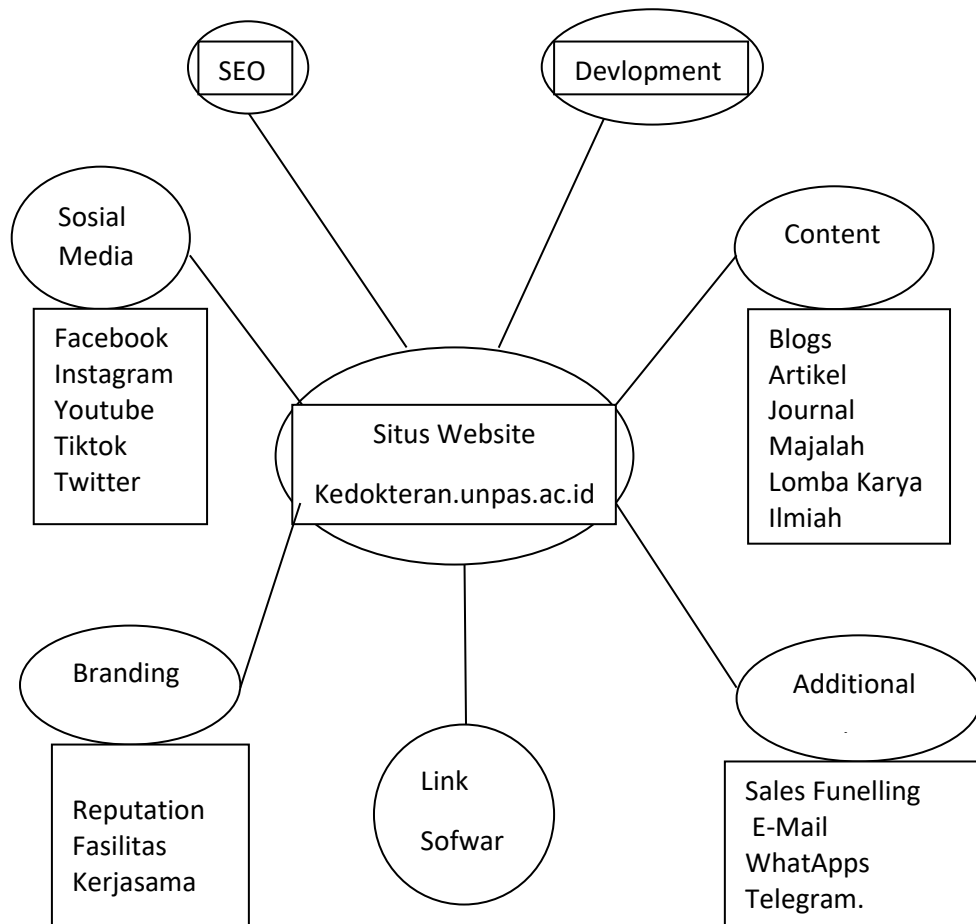 SEO
Devlopment
Sosial
Media
Content
Facebook
Instagram
Youtube
Tiktok
Twitter
Blogs
Artikel
Journal
Majalah
Lomba Karya
Ilmiah
Situs Website
Kedokteran.unpas.ac.id
Branding
Additional
Reputation
Fasilitas
Kerjasama
Link
Sofwar
Sales Funelling
E-Mail
WhatApps
Telegram.